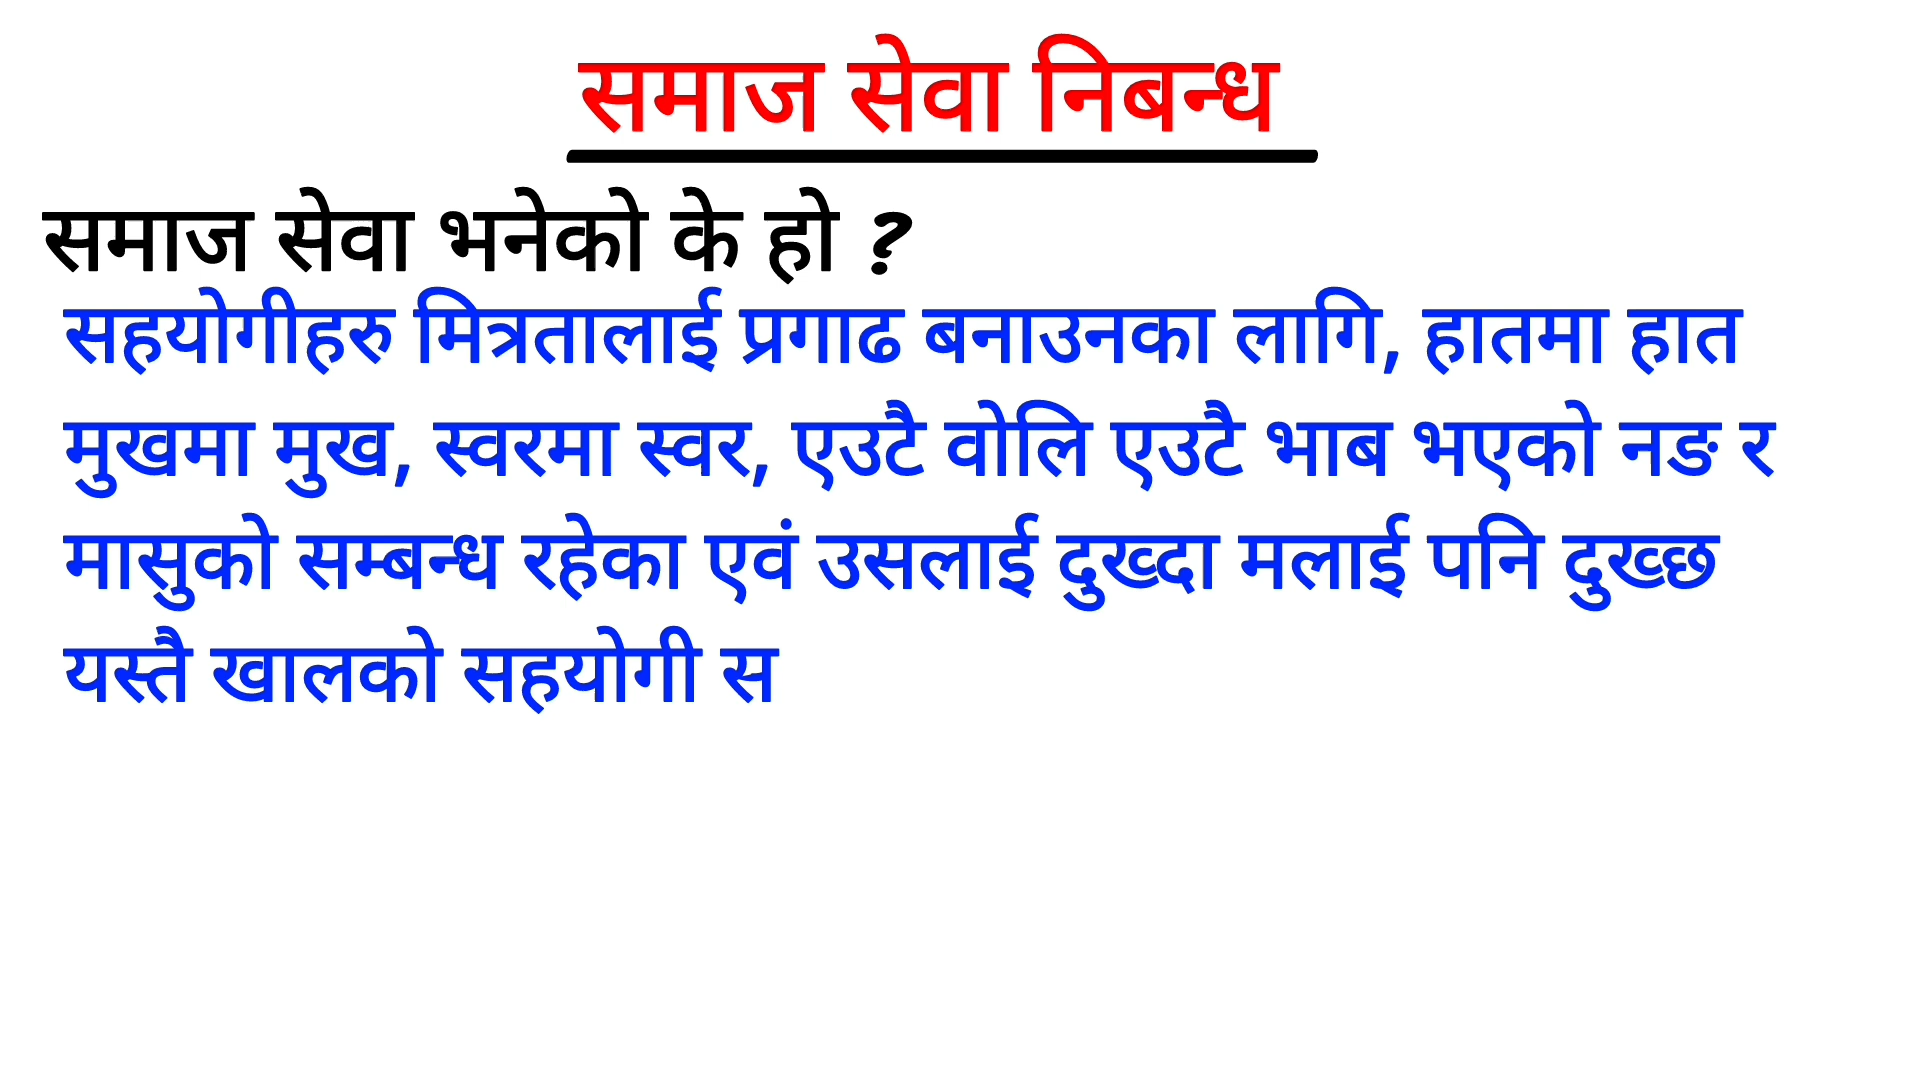 समाज सेवा निबन्ध
समाज सेवा भनेको के हो ?
सहयोगीहरु मित्रतालाई प्रगाढ बनाउनका लागि, हातमा हात
मुखमा मुख, स्वरमा स्वर, एउटै वोलि एउटै भाब भएको नङ र
मासुको सम्बन्ध रहेका एवं उसलाई दुख्दा मलाई पनि दुख्छ
यस्तै खालको सहयोगी स